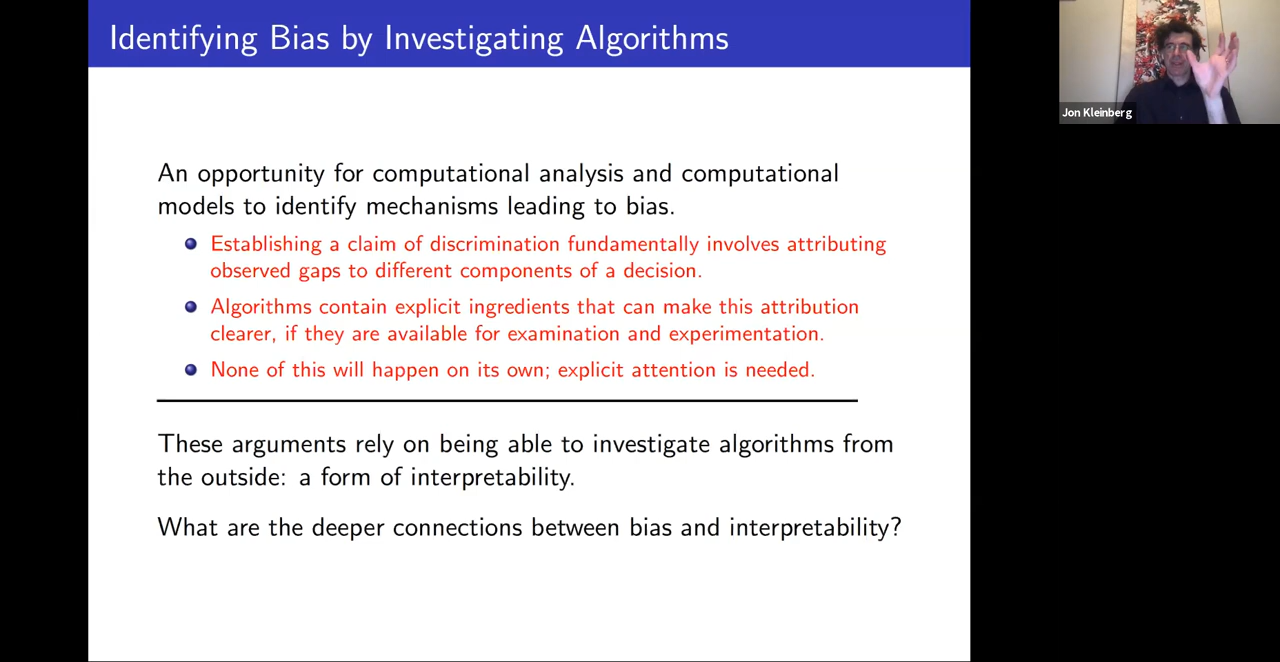 Identifying Bias by Investigating Algorithms
Jon Kleinberg
An opportunity for computational analysis and computational
models to identify mechanisms leading to bias.
Establishing a claim of discrimination fundamentally involves attributing
observed gaps to different components of a decision.
Algorithms contain explicit ingredients that can make this attribution
clearer, if they are available for examination and experimentation.
None of this will happen on its own; explicit attention is needed.
These arguments rely on being able to investigate algorithms from
the outside: a form of interpretability.
What are the deeper connections between bias and interpretability?